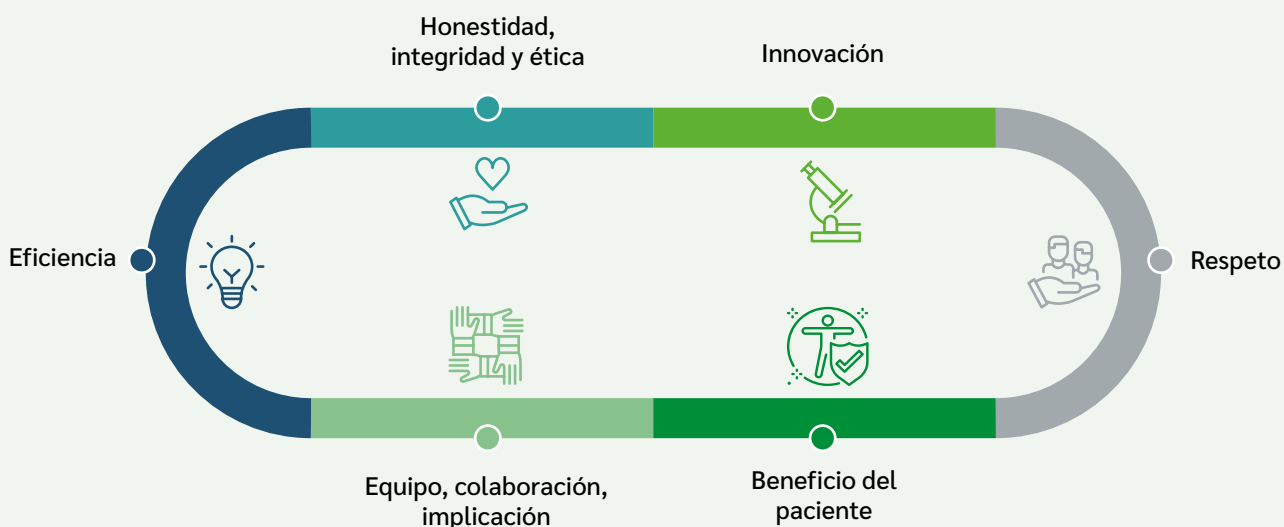 Honestidad,
integridad y ética
Innovación
Eficiencia
Respeto
Equipo, colaboración,
implicación
Beneficio del
paciente